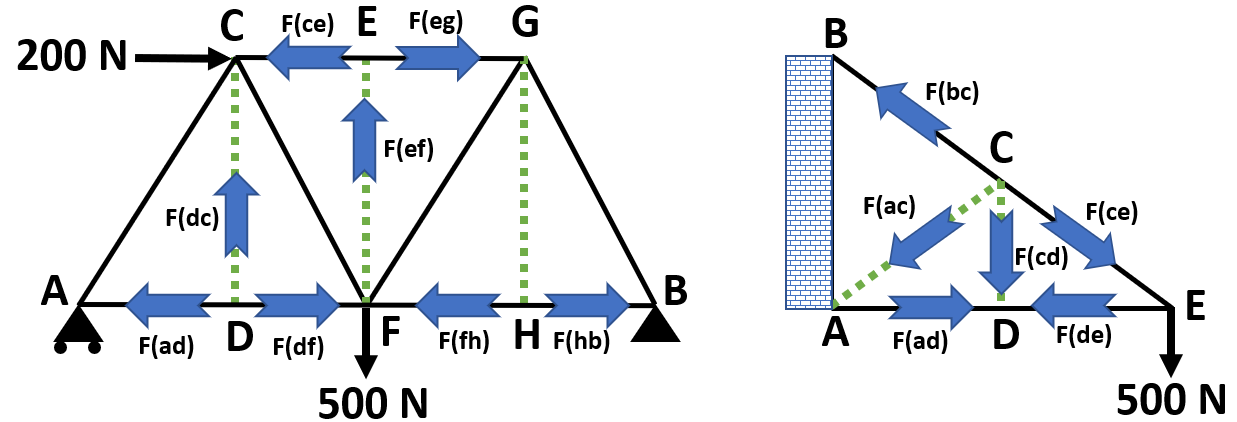 C
F(ce)
E
F(eg)
G
200 N
F(ef)
F(dc)
A
B
F(ad)
D
F(df)
F
F(fh)
H
F(hb)
500 N
B
F(bc)
C
F(ac)
F(ce)
F(cd)
A
F(ad)
D
F(de)
E
500 N